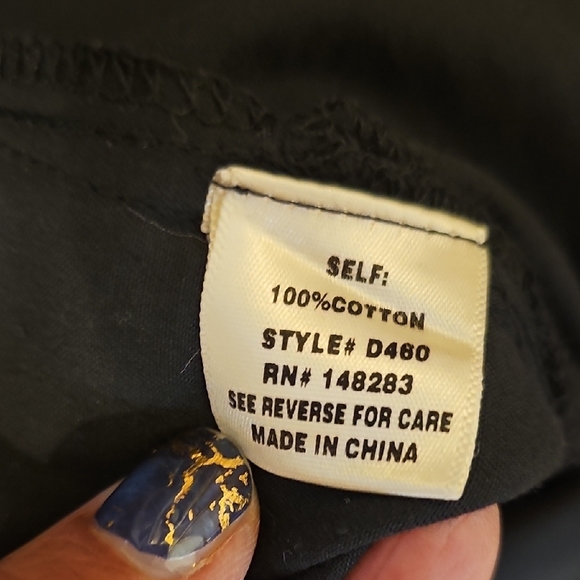 SELF:
100%COTTON
STYLE# D460
RN# 148283
SEE REVERSE FOR CARE
MADE IN CHINA